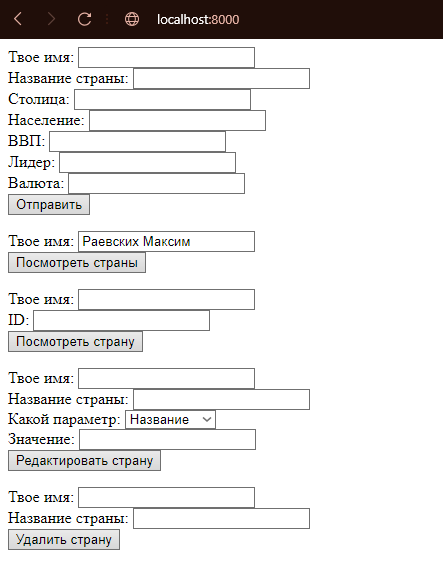 localhost:8000
Твое имя:
Название страны:
Столица:
Население:
ВВП:
Лидер:
Валюта:
Отправить
Твое имя: Раевских Максим
Посмотреть страны
Твое имя:
ID:
Посмотреть страну
Твое имя:
Название страны:
Какой параметр: Название
Значение:
Редактировать страну
Твое имя:
Название страны:
Удалить страну